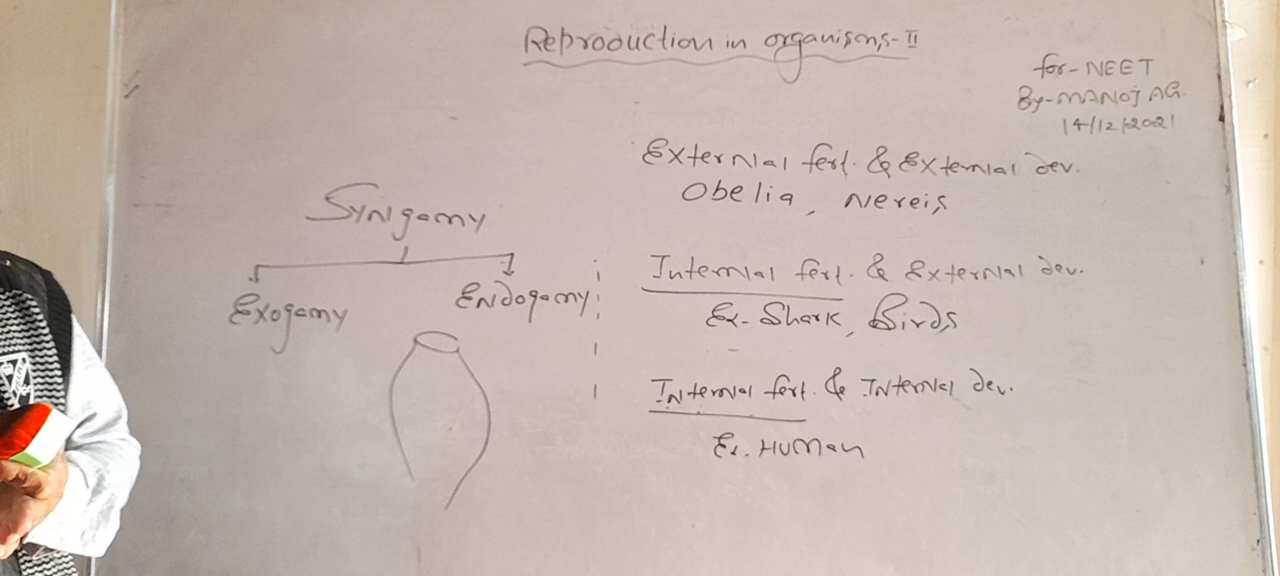 Reproduction in organisms-II
for-NEET
By-MANOJ AG.
14/12/2021
Syngamy
Exogamy
Endogamy
External fert. & External dev.
Obelia, Nereis
Internal fert. & External dev.
Ex- Shark, Birds
Internal fert. & Internal dev.
Ex. Human